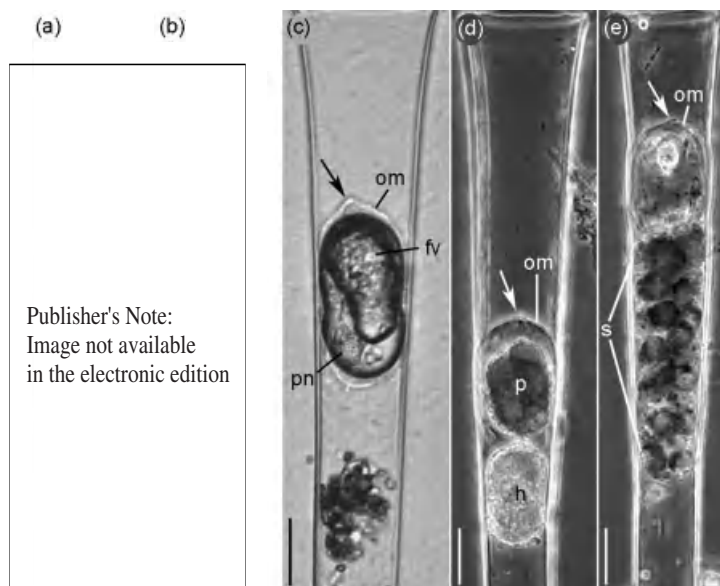 (a) (b) (c) (d) (e)
om
fv
pn
om
p
h
om
s
Publisher's Note:
Image not available
in the electronic edition